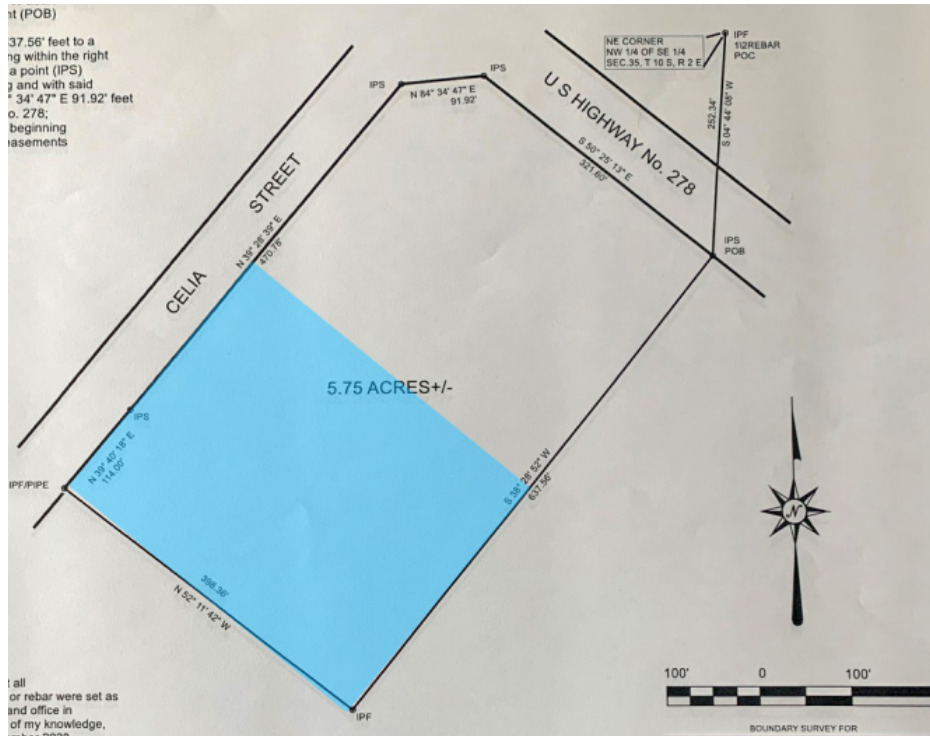 nt (POB)
37.56' feet to a
ng within the right
a point (IPS)
g and with said
° 34' 47" E 91.92' feet
o. 278;
beginning
easements
NE CORNER
NW 1/4 OF SE 1/4
SEC.35, T 10 S, R 2 E
IPF
1\2REBAR
POC
IPS
IPS
N 84° 34' 47" E
91.92'
U S HIGHWAY No. 278
252.34'
S 04° 44' 08" W
S 50° 25' 13" E
321.60'
CELIA STREET
N 39° 28' 39" E
470.78'
IPS
POB
5.75 ACRES+/-
IPS
N 39° 40' 18" E
114.00'
IPF/PIPE
S 38° 28' 52" W
637.56'
398.36'
N 52° 11' 42" W
IPF
N
100' 0 100'
BOUNDARY SURVEY FOR
t all
or rebar were set as
and office in
of my knowledge,